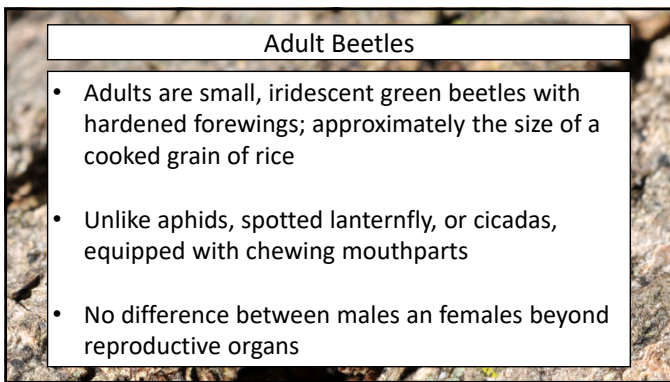 Adult Beetles
• Adults are small, iridescent green beetles with
hardened forewings; approximately the size of a
cooked grain of rice
• Unlike aphids, spotted lanternfly, or cicadas,
equipped with chewing mouthparts
• No difference between males an females beyond
reproductive organs